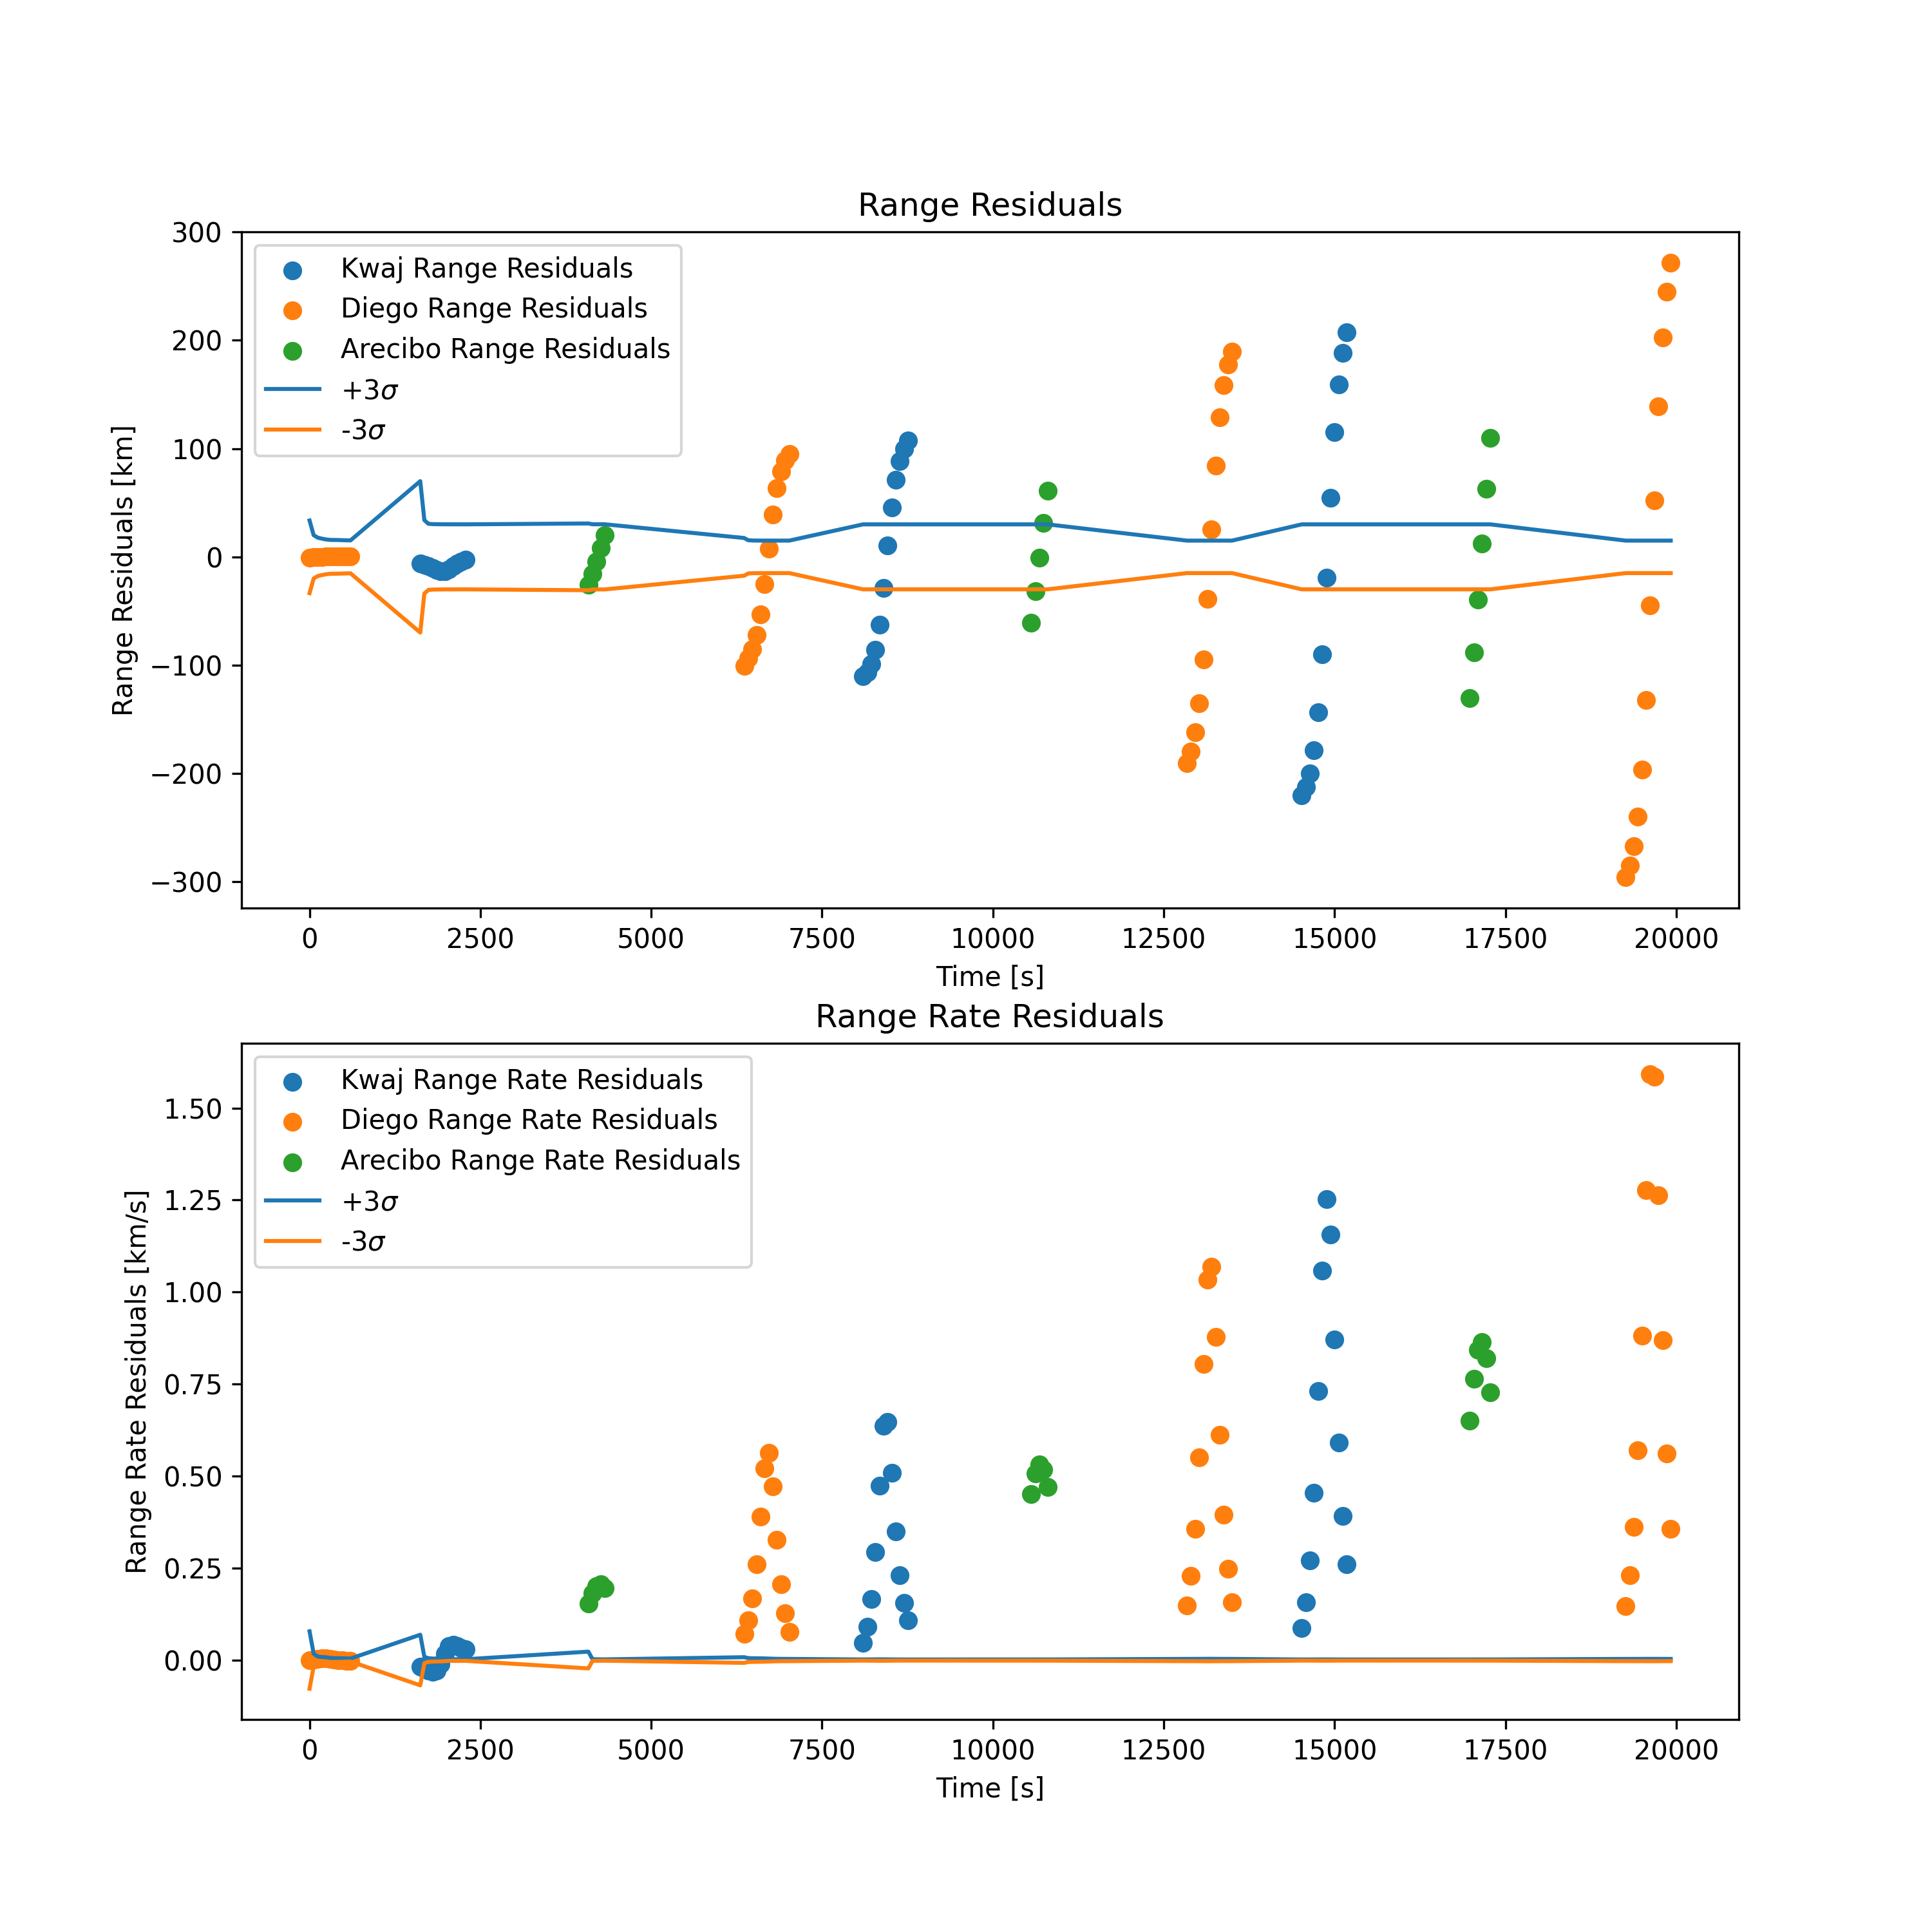 Range Residuals
Range Residuals [km]
300
200
100
0
−100
−200
−300
Kwaj Range Residuals
Diego Range Residuals
Arecibo Range Residuals
+3σ
-3σ
0 2500 5000 7500 10000 12500 15000 17500 20000
Time [s]
Range Rate Residuals
Range Rate Residuals [km/s]
1.50
1.25
1.00
0.75
0.50
0.25
0.00
Kwaj Range Rate Residuals
Diego Range Rate Residuals
Arecibo Range Rate Residuals
+3σ
-3σ
0 2500 5000 7500 10000 12500 15000 17500 20000
Time [s]